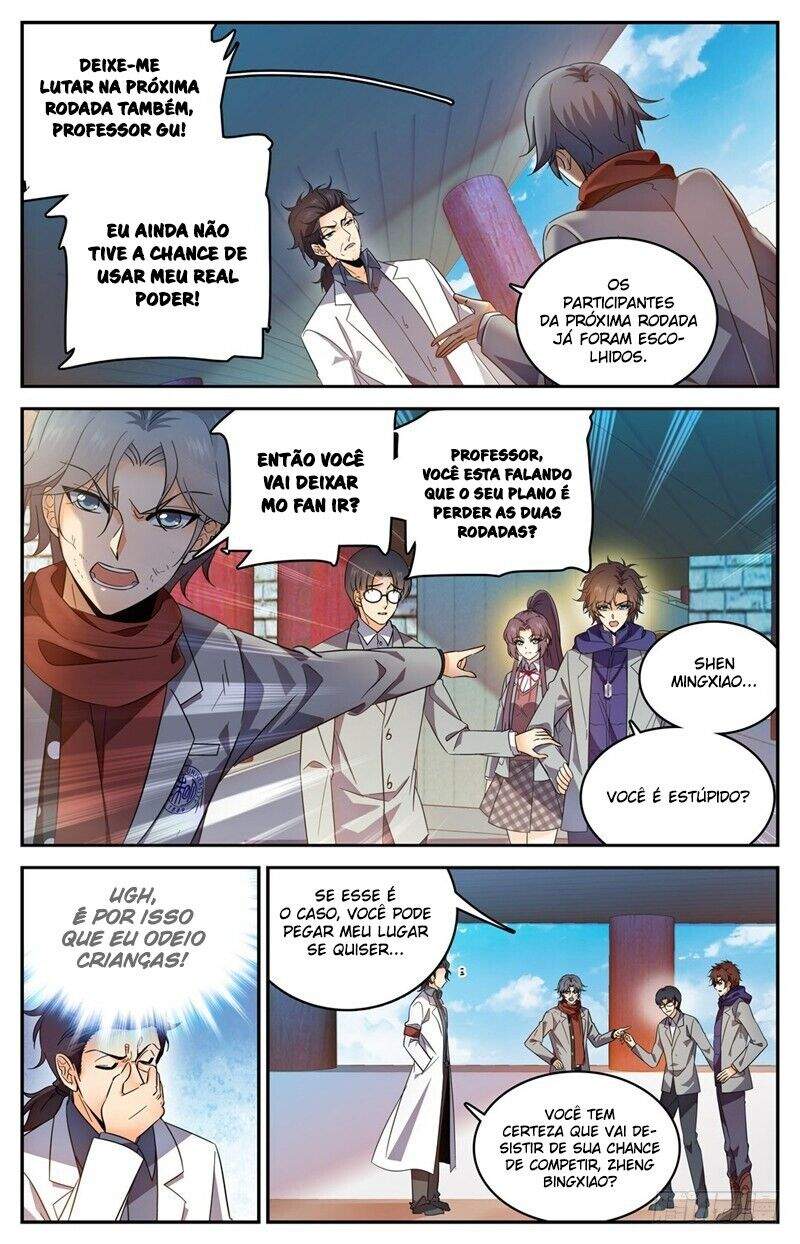 DEIXE-ME
LUTAR NA PRÓXIMA
RODADA TAMBÉM,
PROFESSOR GU!
EU AINDA NÃO
TIVE A CHANCE DE
USAR MEU REAL
PODER!
OS
PARTICIPANTES
DA PRÓXIMA RODADA
JÁ FORAM ESCO-
LHIDOS.
ENTÃO VOCÊ
VAI DEIXAR
MO FAN IR?
PROFESSOR,
VOCÊ ESTA FALANDO
QUE O SEU PLANO É
PERDER AS DUAS
RODADAS?
SHEN
MINGXIAO...
VOCÊ É ESTÚPIDO?
UGH,
É POR ISSO
QUE EU ODEIO
CRIANÇAS!
SE ESSE É
O CASO, VOCÊ PODE
PEGAR MEU LUGAR
SE QUISER...
VOCÊ TEM
CERTEZA QUE VAI DE-
SISTIR DE SUA CHANCE
DE COMPETIR, ZHENG
BINGXIAO?